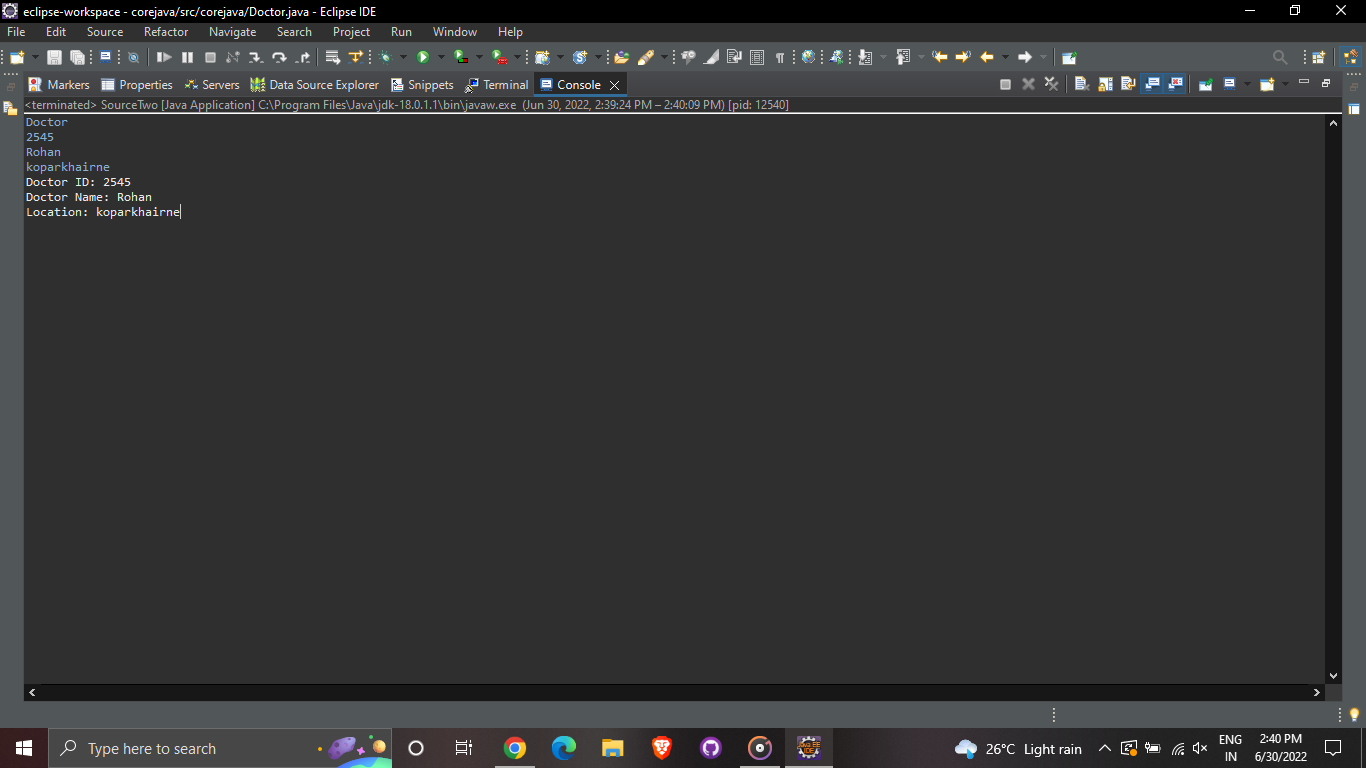 eclipse-workspace - corejava/src/corejava/Doctor.java - Eclipse IDE
File Edit Source Refactor Navigate Search Project Run Window Help
Markers Properties Servers Data Source Explorer Snippets Terminal Console
<terminated> SourceTwo [Java Application] C:\Program Files\Java\jdk-18.0.1.1\bin\javaw.exe (Jun 30, 2022, 2:39:24 PM – 2:40:09 PM) [pid: 12540]
Doctor
2545
Rohan
koparkhairne
Doctor ID: 2545
Doctor Name: Rohan
Location: koparkhairne
Type here to search
Java EE
IDE
26°C Light rain
ENG
IN
2:40 PM
6/30/2022